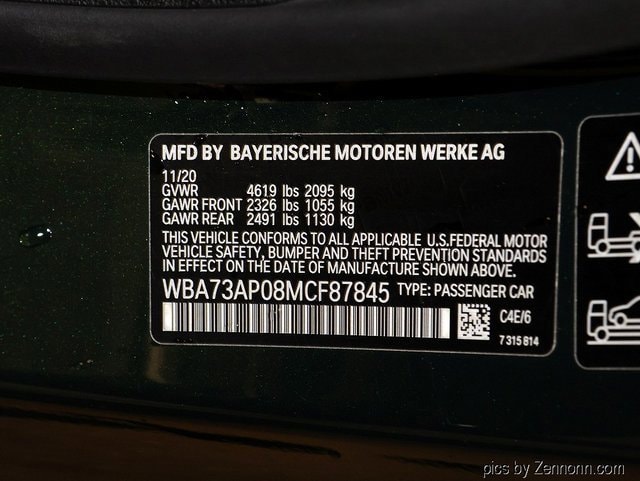 MFD BY BAYERISCHE MOTOREN WERKE AG
11/20
GVWR 4619 lbs 2095 kg
GAWR FRONT 2326 lbs 1055 kg
GAWR REAR 2491 lbs 1130 kg
THIS VEHICLE CONFORMS TO ALL APPLICABLE U.S.FEDERAL MOTOR
VEHICLE SAFETY, BUMPER AND THEFT PREVENTION STANDARDS
IN EFFECT ON THE DATE OF MANUFACTURE SHOWN ABOVE.
WBA73AP08MCF87845 TYPE: PASSENGER CAR
C4E/6
7 315 814
pics by Zennonn.com